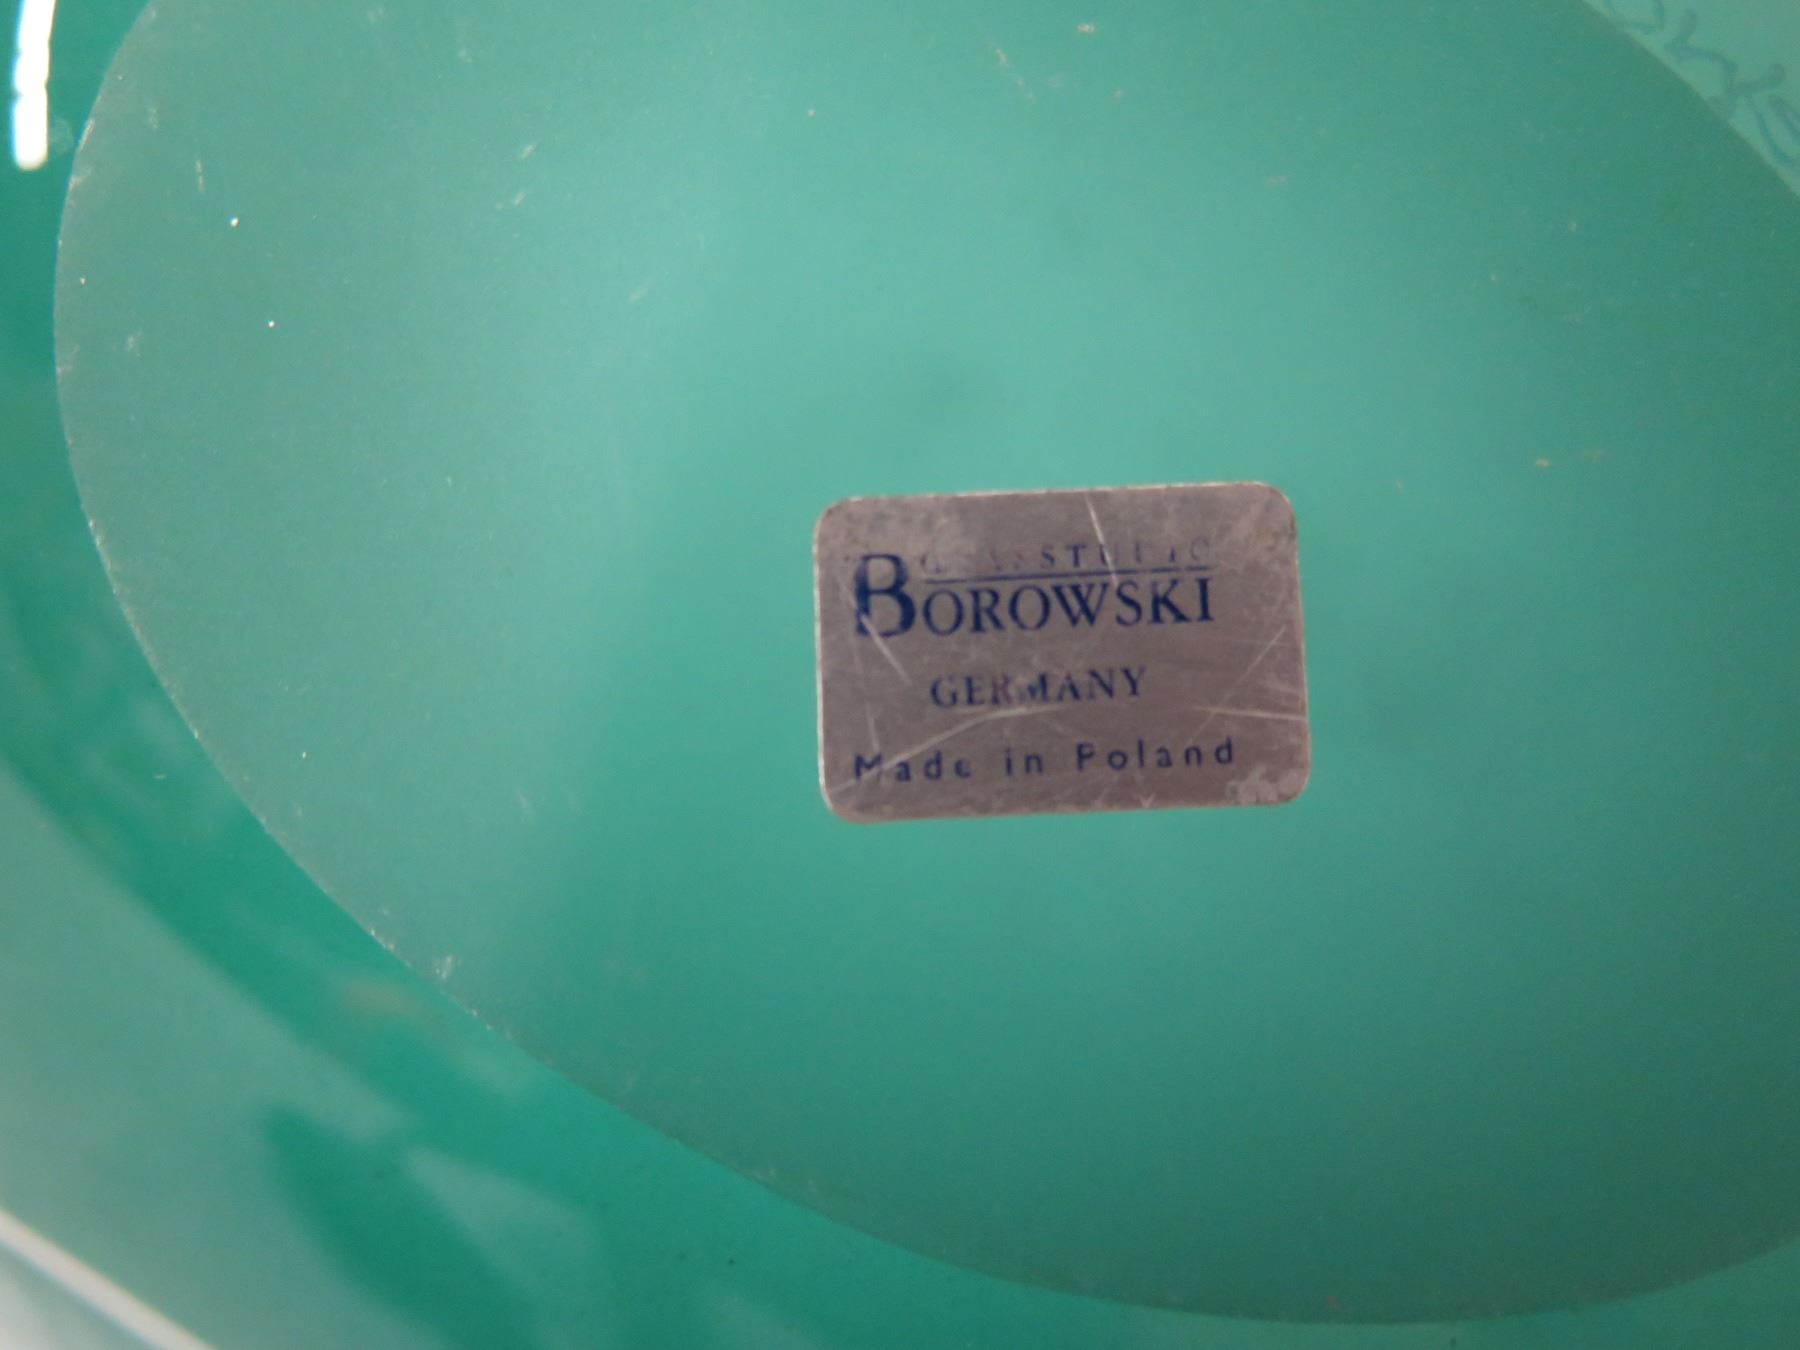 GLASSTUDIO
BOROWSKI
GERMANY
Made in Poland